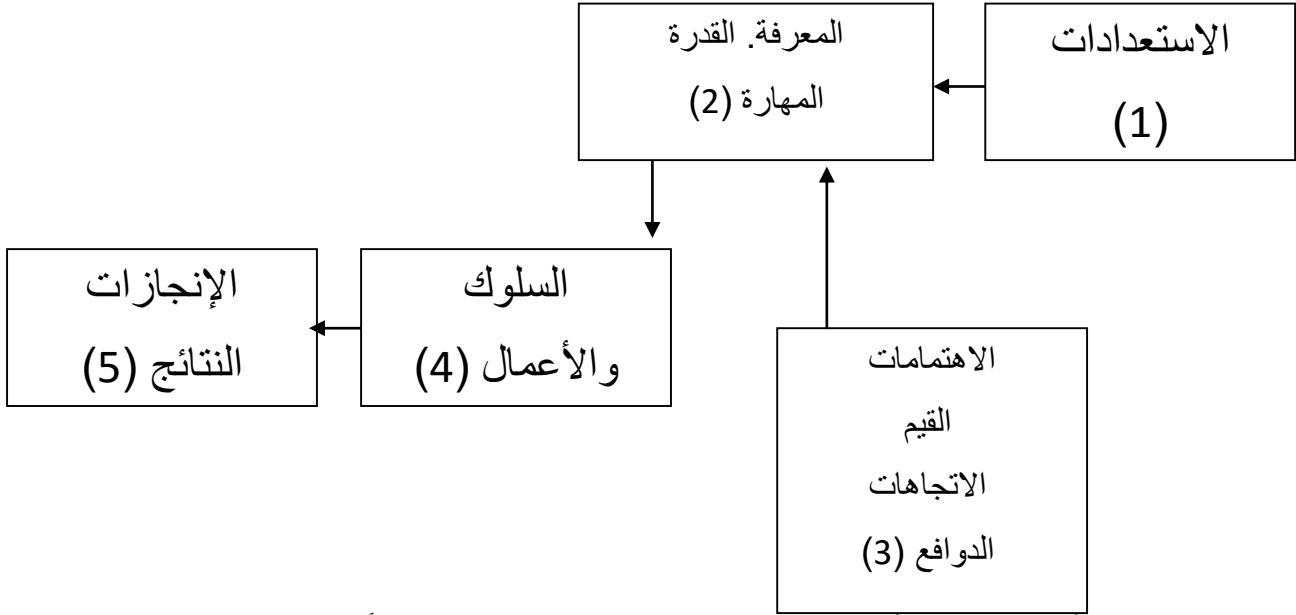 الاستعدادات
(1)
المعرفة. القدرة
المهارة (2)
السلوك
والأعمال (4)
الإنجازات
النتائج (5)
الاهتمامات
القيم
الاتجاهات
الدوافع (3)